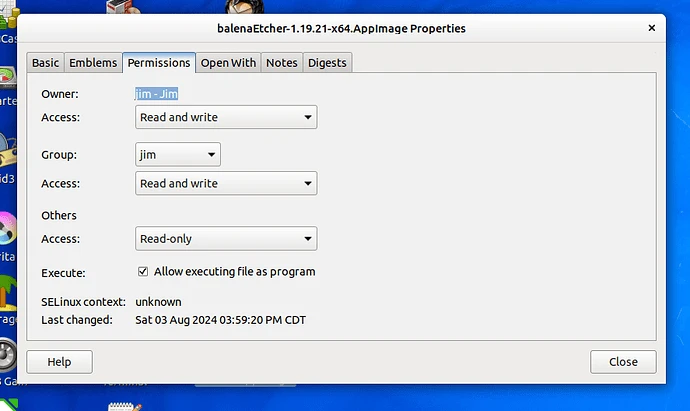 balenaEtcher-1.19.21-x64.AppImage Properties
Basic Emblems Permissions Open With Notes Digests
Owner: jim - Jim
Access: Read and write
Group: jim
Access: Read and write
Others
Access: Read-only
Execute: Allow executing file as program
SELinux context: unknown
Last changed: Sat 03 Aug 2024 03:59:20 PM CDT
Help Close